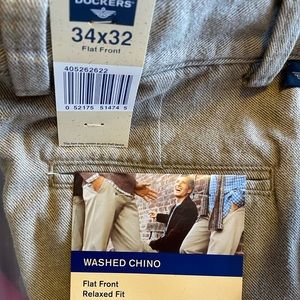 DOCKERS
34x32
Flat Front
405262622
0 52175 51474 5
WASHED CHINO
Flat Front
Relaxed Fit